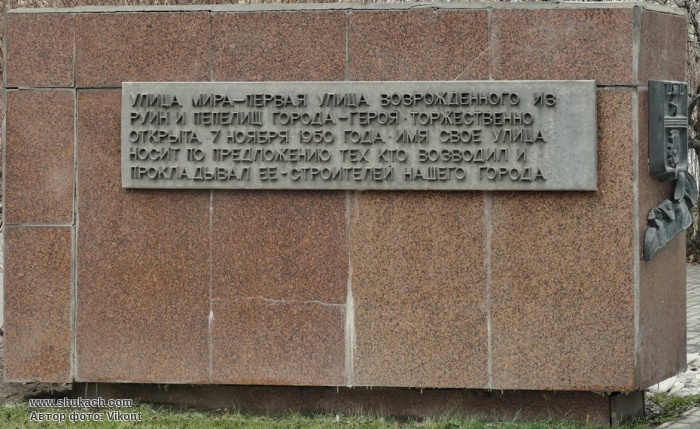 УЛИЦА МИРА–ПЕРВАЯ УЛИЦА ВОЗРОЖДЕННОГО ИЗ
РУИН И ПЕПЕЛИЩ ГОРОДА–ГЕРОЯ·ТОРЖЕСТВЕННО
ОТКРЫТА 7 НОЯБРЯ 1950 ГОДА·ИМЯ СВОЕ УЛИЦА
НОСИТ ПО ПРЕДЛОЖЕНИЮ ТЕХ КТО ВОЗВОДИЛ И
ПРОКЛАДЫВАЛ ЕЕ–СТРОИТЕЛЕЙ НАШЕГО ГОРОДА
www.shukach.com
Автор фото: Vikont